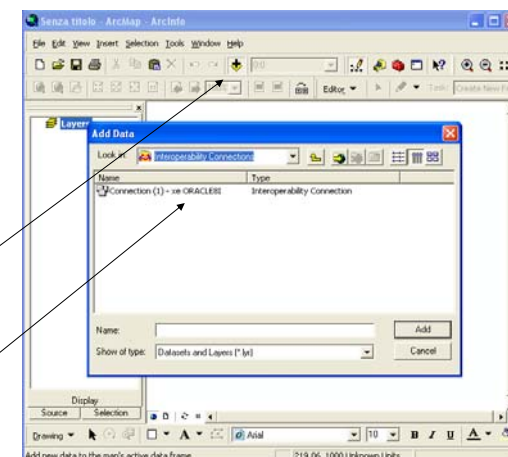 Senza titolo - ArcMap - ArcInfo
File Edit View Insert Selection Tools Window Help
Editor Task: Create New F
Layers
Add Data
Look in: Interoperability Connections
Name Type
Connection (1) - xe ORACLE8I Interoperability Connection
Name: Add
Show of type: Datasets and Layers (*.lyr) Cancel
Display
Source Selection
Drawing A Arial 10 B I U A
Add new data to the map's active data frame 219,06 1000 Unknown Units